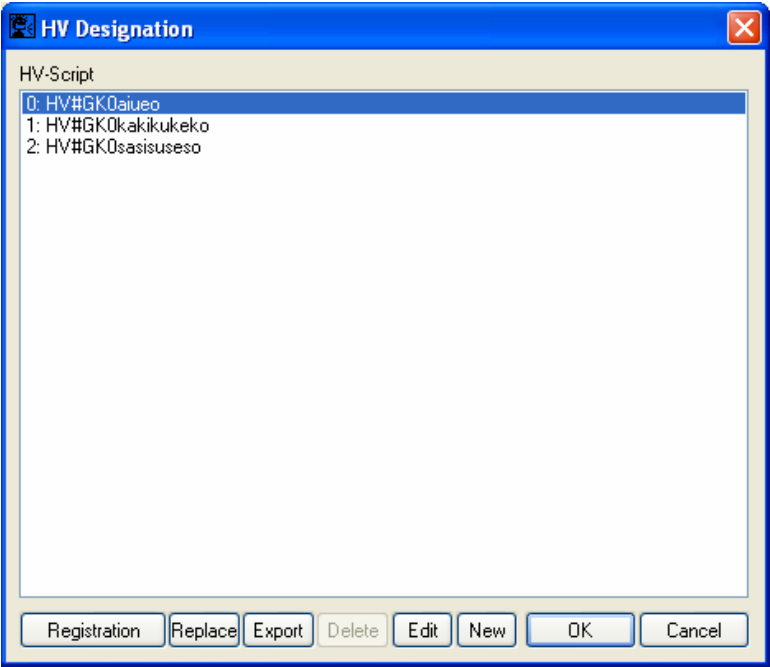 HV Designation
HV-Script
0: HV#GK0aiueo
1: HV#GK0kakikukeko
2: HV#GK0sasisuseso
Registration Replace Export Delete Edit New OK Cancel